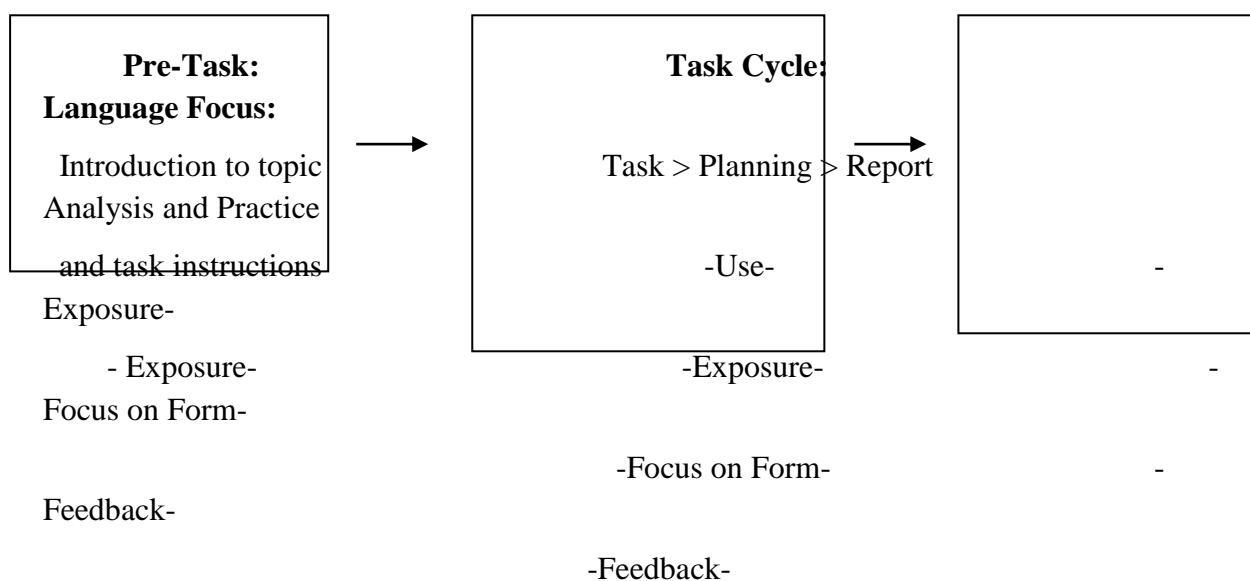 Pre-Task: Task Cycle:
Language Focus:
Introduction to topic Task > Planning > Report
Analysis and Practice
and task instructions -Use- -
Exposure-
- Exposure- -Exposure- -
Focus on Form-
-Focus on Form- -
Feedback-
-Feedback-